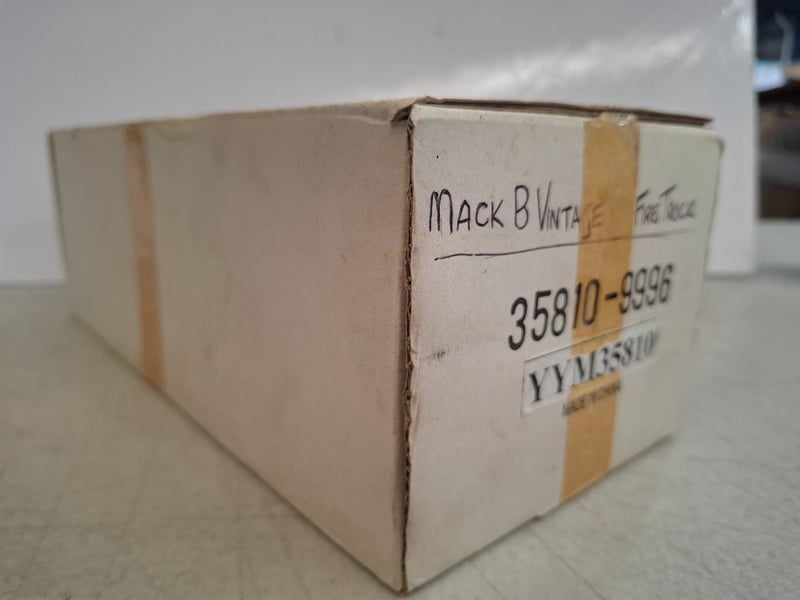 MACK B VINTAGE FIRE TRUCK
35810-9996
YYM35810
MADE IN CHINA